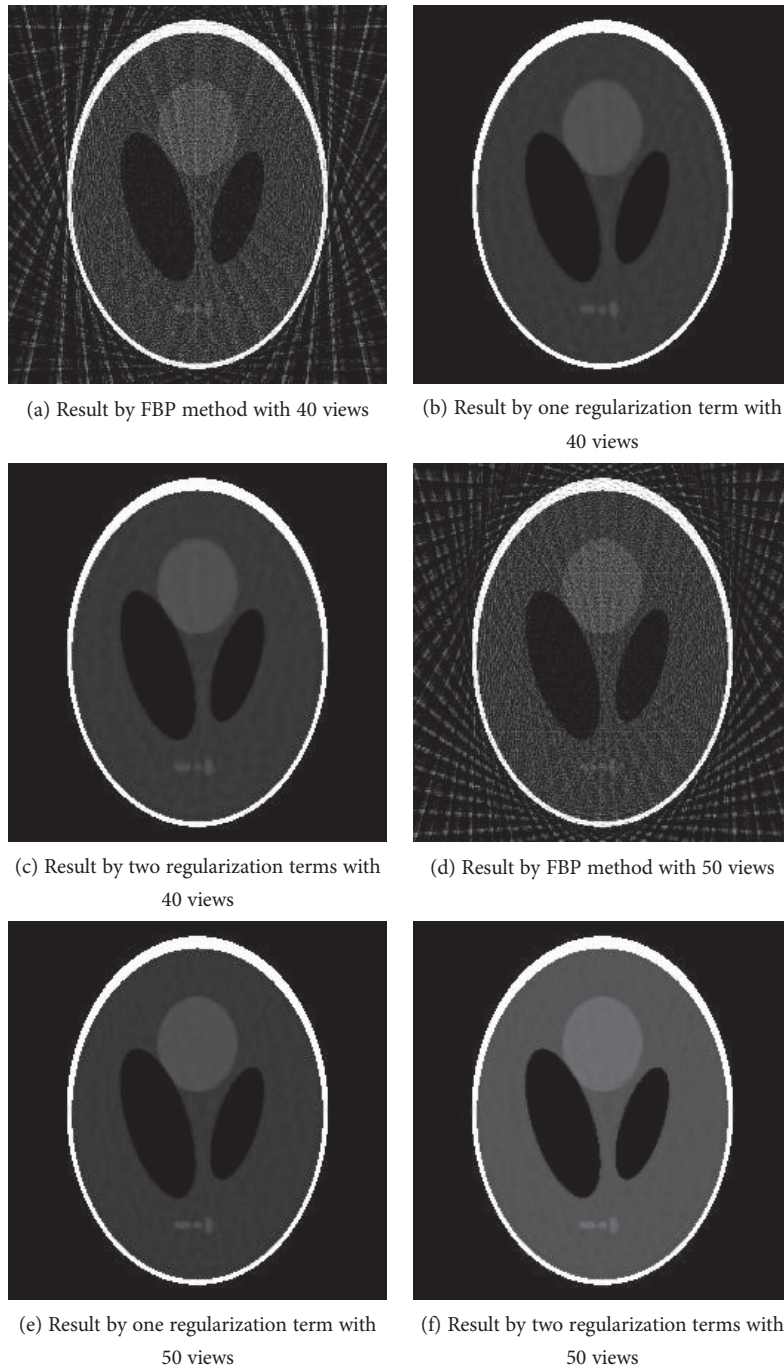 (a) Result by FBP method with 40 views
(b) Result by one regularization term with
40 views
(c) Result by two regularization terms with
40 views
(d) Result by FBP method with 50 views
(e) Result by one regularization term with
50 views
(f) Result by two regularization terms with
50 views